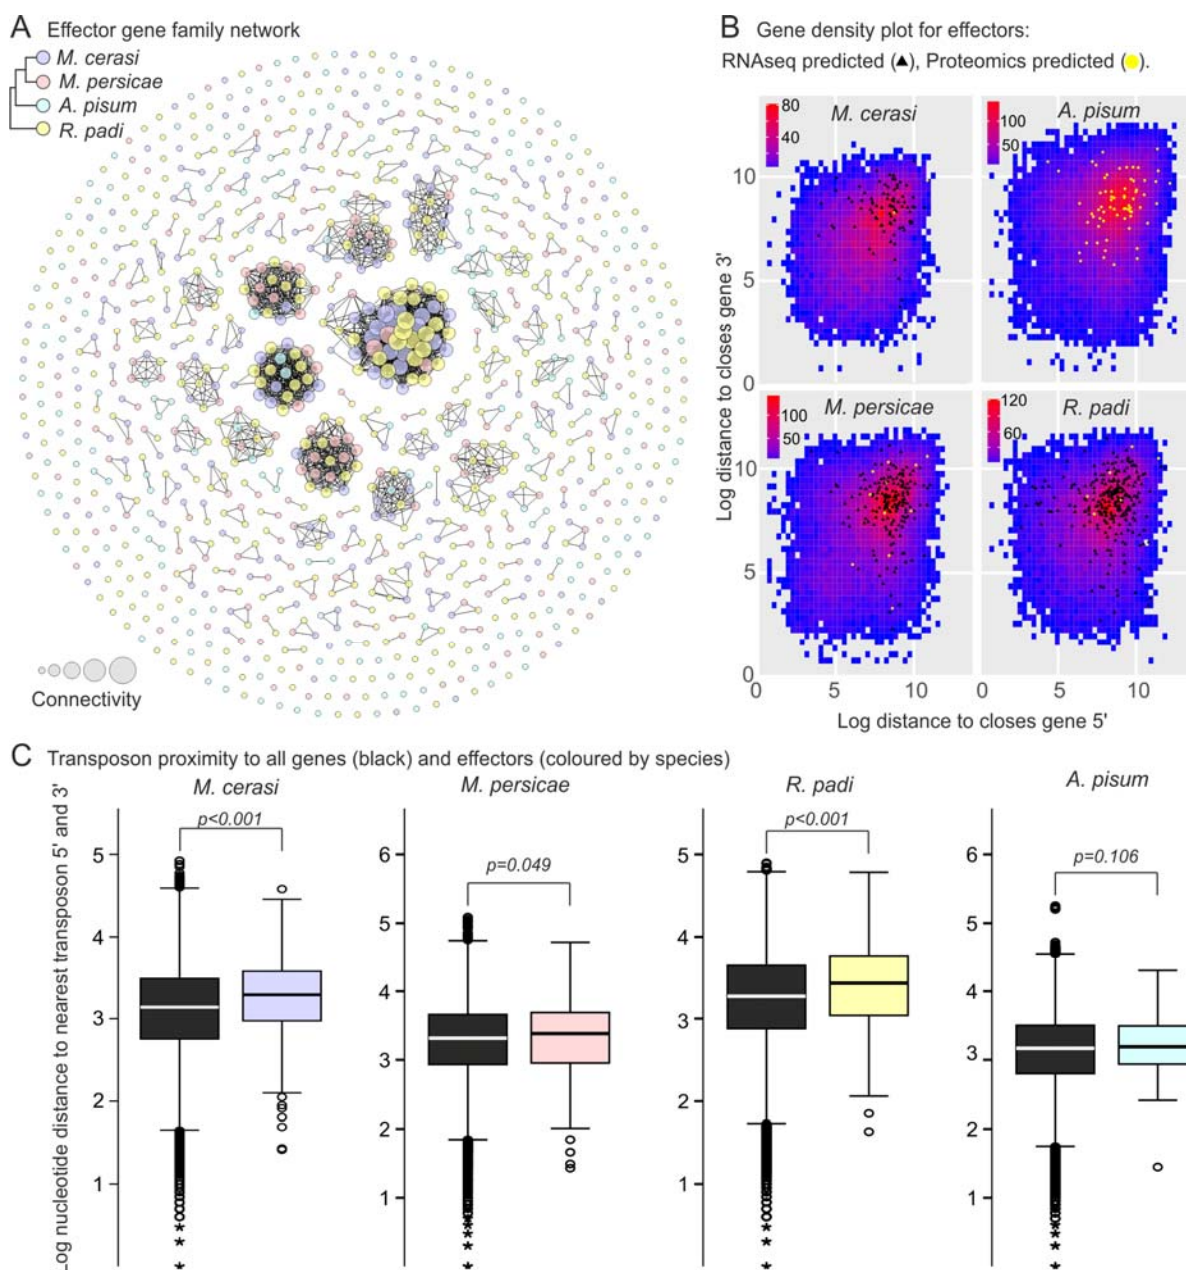 A Effector gene family network
M. cerasi
M. persicae
A. pisum
R. padi
Connectivity
B Gene density plot for effectors:
RNAseq predicted (▲), Proteomics predicted (●).
M. cerasi
80
40
A. pisum
100
50
M. persicae
100
50
R. padi
120
60
Log distance to closes gene 3'
10
5
0
10
5
0
0 5 10 0 5 10
Log distance to closes gene 5'
C Transposon proximity to all genes (black) and effectors (coloured by species)
Log nucleotide distance to nearest transposon 5' and 3'
M. cerasi
p<0.001
5
4
3
2
1
M. persicae
p=0.049
6
5
4
3
2
1
R. padi
p<0.001
5
4
3
2
1
A. pisum
p=0.106
6
5
4
3
2
1